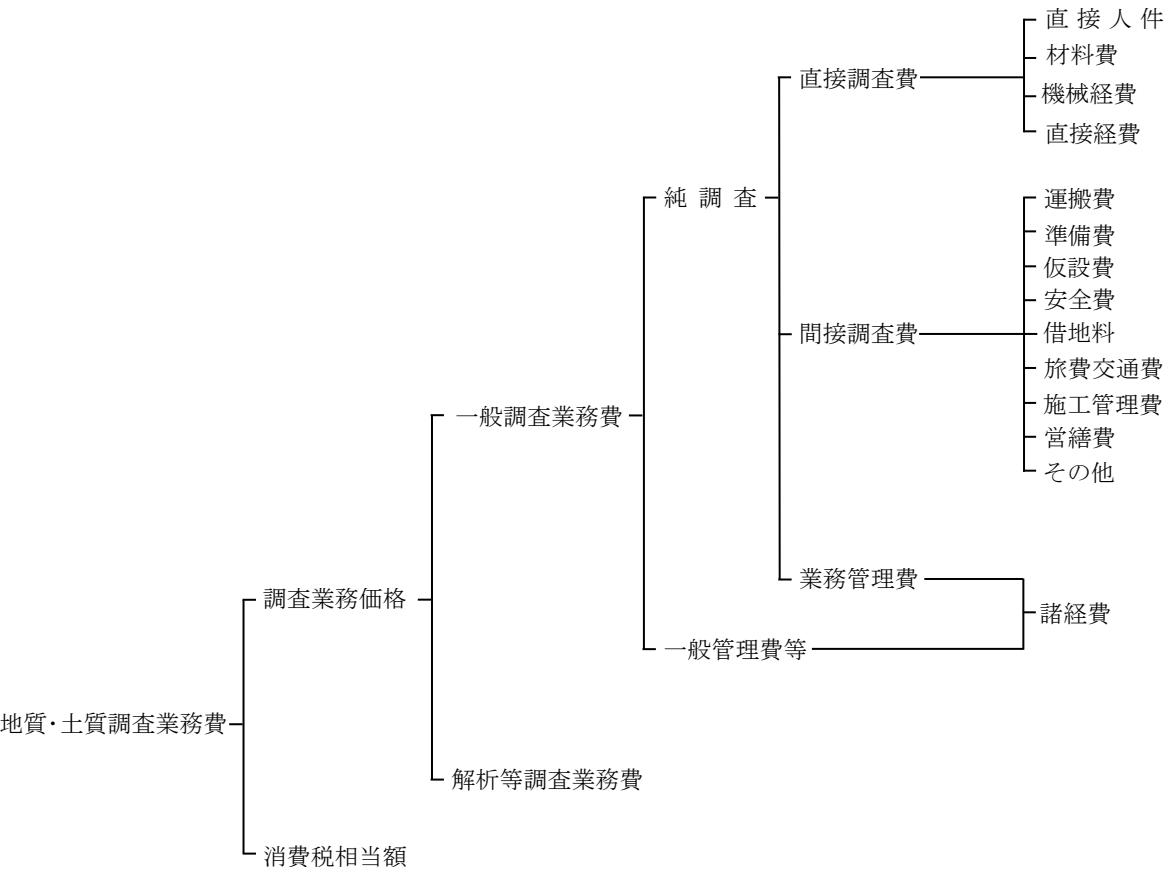 直 接 人 件
材料費
直接調査費
機械経費
直接経費
純 調 査
運搬費
準備費
仮設費
安全費
間接調査費
借地料
旅費交通費
施工管理費
一般調査業務費
営繕費
その他
業務管理費
調査業務価格
諸経費
一般管理費等
地質・土質調査業務費
解析等調査業務費
消費税相当額